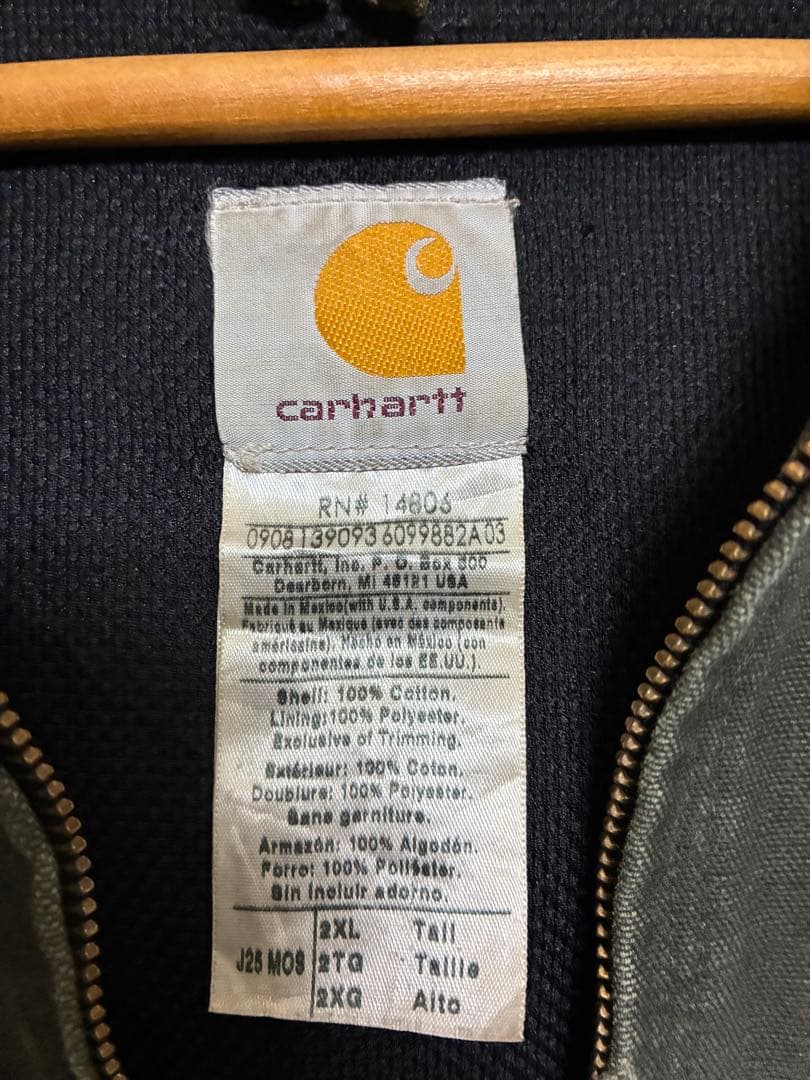 carhartt
RN# 14806
0908139093 6099882A03
Carhartt, Inc. P. O. Box 600
Dearborn, MI 48121 USA
Made in Mexico(with U.S.A. components).
Fabriqué au Mexique (avec des composants
américains). Hecho en México (con
componentes de los EE.UU.).
Shell: 100% Cotton.
Lining:100% Polyester.
Exclusive of Trimming.
Extérieur: 100% Coton.
Doublure: 100% Polyester.
Sans garniture.
Armazón: 100% Algodón.
Forro: 100% Poliéster.
Sin incluir adorno.
J25 MOS
2XL Tall
2TG Taille
2XG Alto